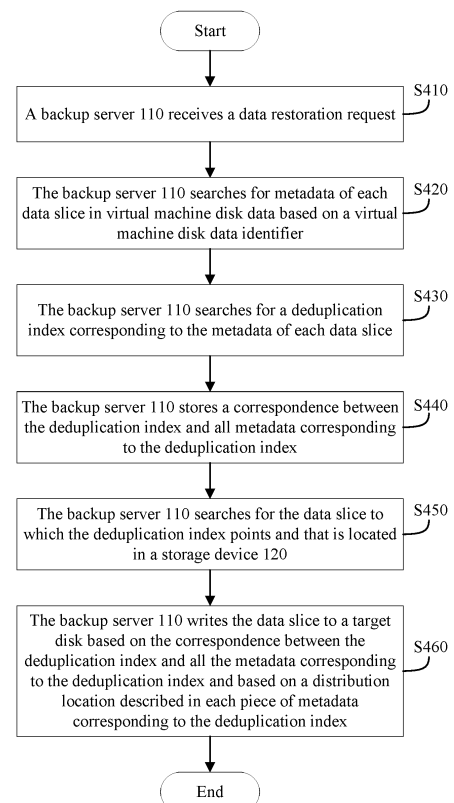 Start
S410
A backup server 110 receives a data restoration request
S420
The backup server 110 searches for metadata of each
data slice in virtual machine disk data based on a virtual
machine disk data identifier
S430
The backup server 110 searches for a deduplication
index corresponding to the metadata of each data slice
S440
The backup server 110 stores a correspondence between
the deduplication index and all metadata corresponding
to the deduplication index
S450
The backup server 110 searches for the data slice to
which the deduplication index points and that is located
in a storage device 120
S460
The backup server 110 writes the data slice to a target
disk based on the correspondence between the
deduplication index and all the metadata corresponding
to the deduplication index and based on a distribution
location described in each piece of metadata
corresponding to the deduplication index
End